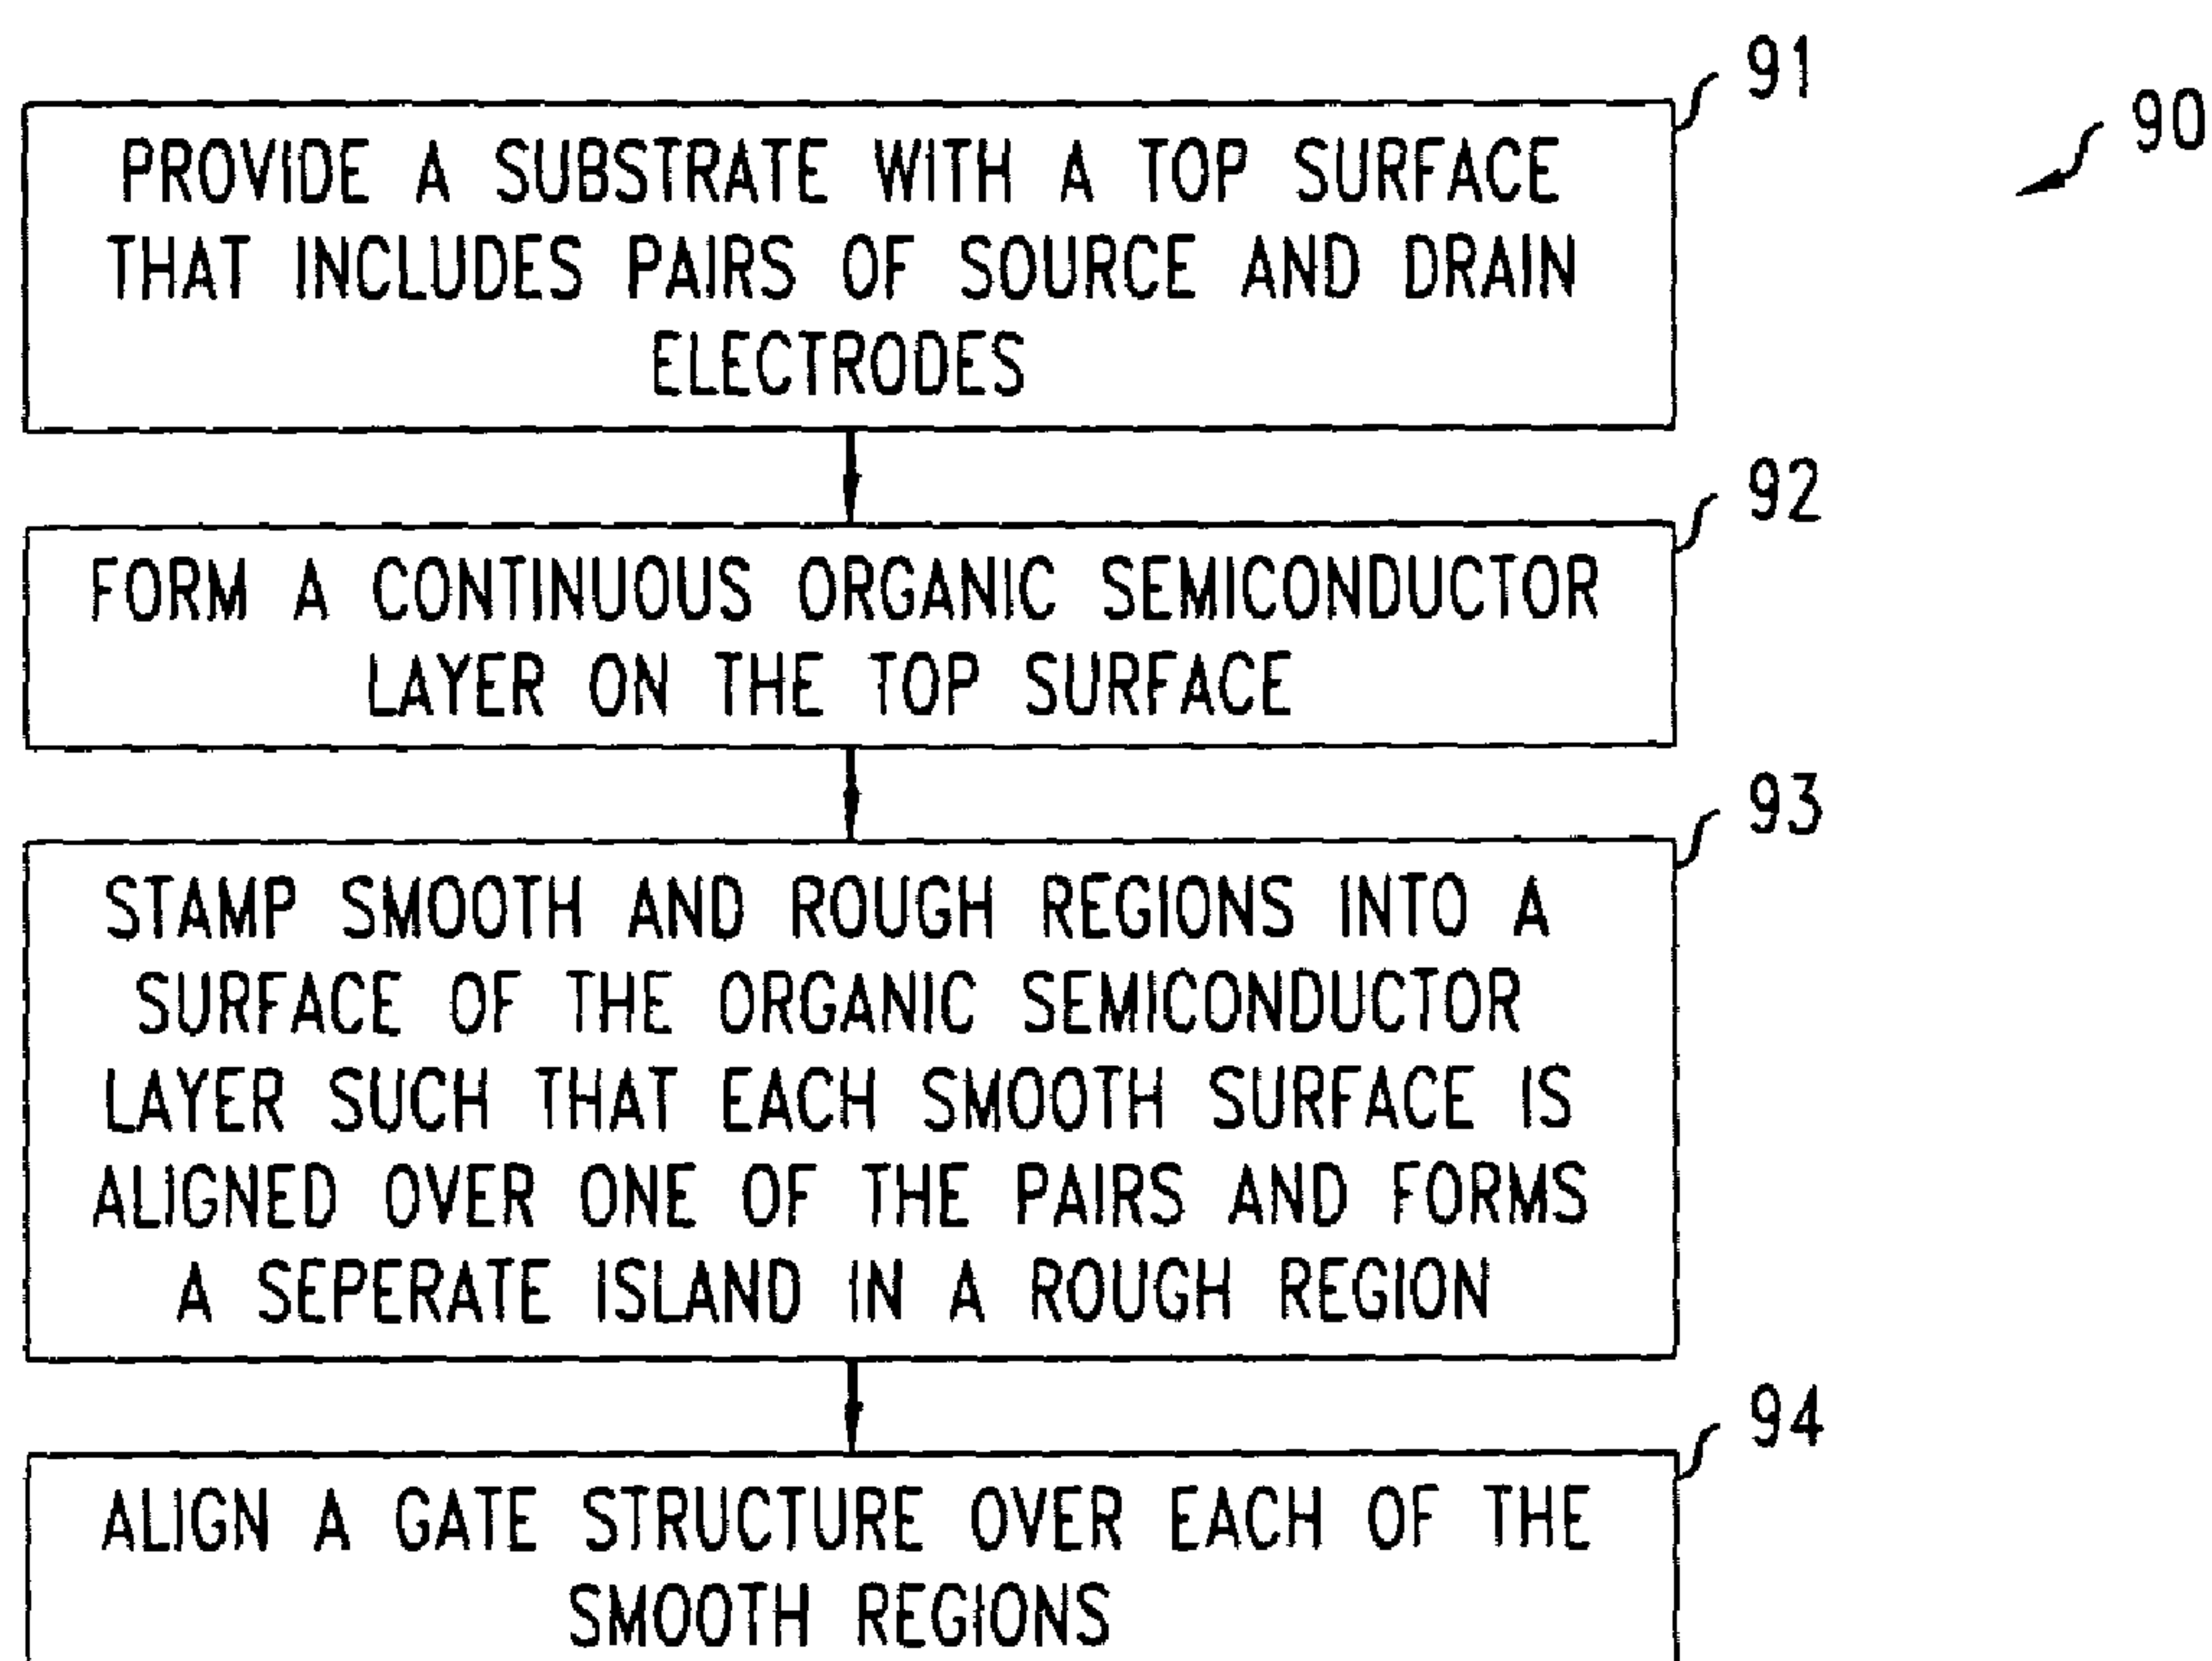 91
90
PROVIDE A SUBSTRATE WITH A TOP SURFACE
THAT INCLUDES PAIRS OF SOURCE AND DRAIN
ELECTRODES
92
FORM A CONTINUOUS ORGANIC SEMICONDUCTOR
LAYER ON THE TOP SURFACE
93
STAMP SMOOTH AND ROUGH REGIONS INTO A
SURFACE OF THE ORGANIC SEMICONDUCTOR
LAYER SUCH THAT EACH SMOOTH SURFACE IS
ALIGNED OVER ONE OF THE PAIRS AND FORMS
A SEPERATE ISLAND IN A ROUGH REGION
94
ALIGN A GATE STRUCTURE OVER EACH OF THE
SMOOTH REGIONS